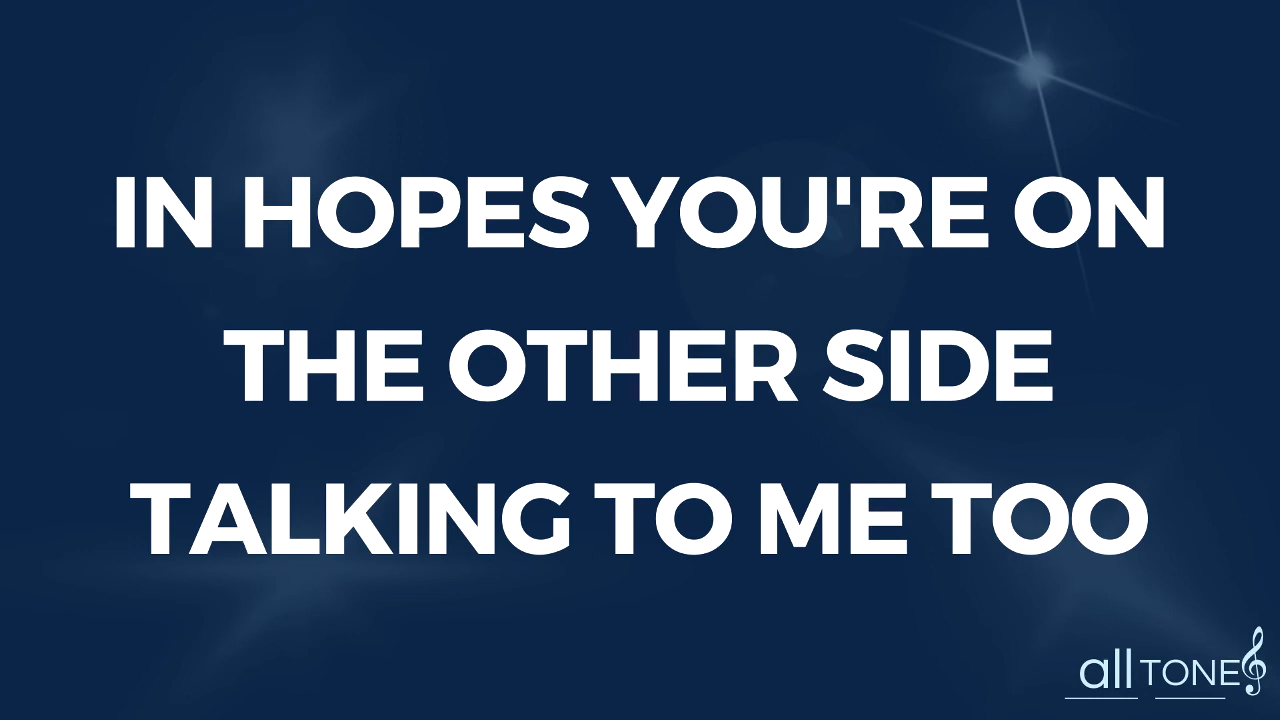 IN HOPES YOU'RE ON
THE OTHER SIDE
TALKING TO ME TOO
all TONES